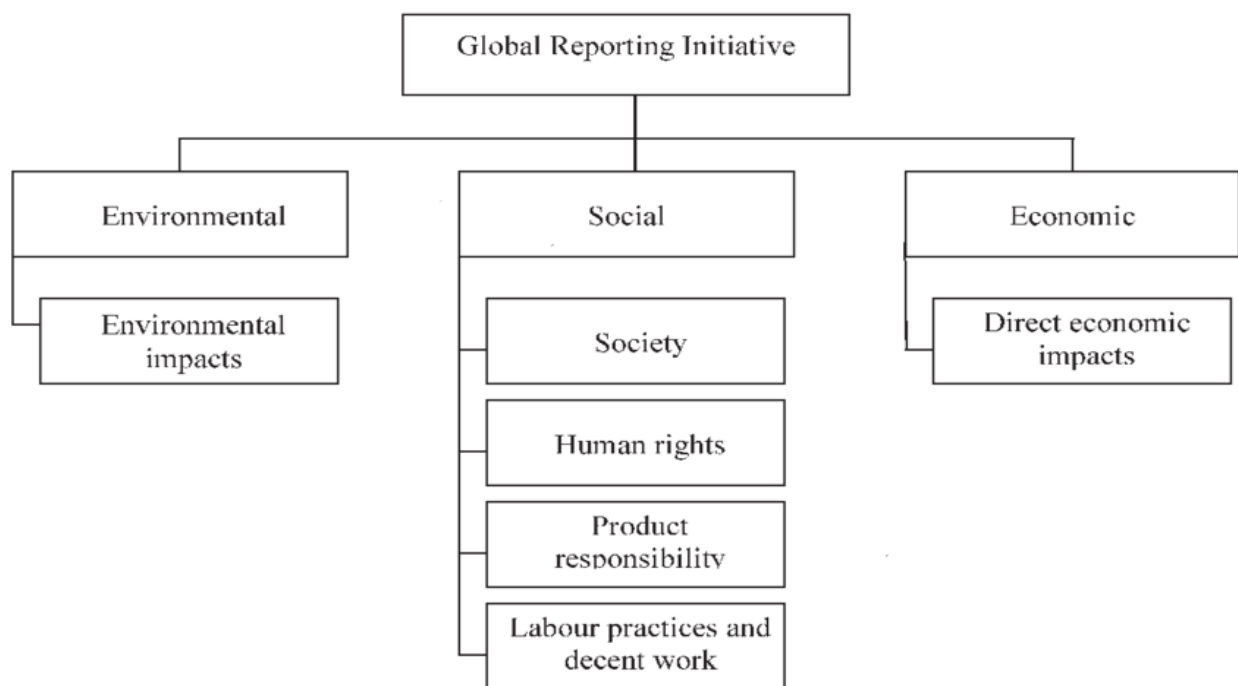 Global Reporting Initiative
Environmental
Social
Economic
Environmental
impacts
Society
Human rights
Product
responsibility
Labour practices and
decent work
Direct economic
impacts